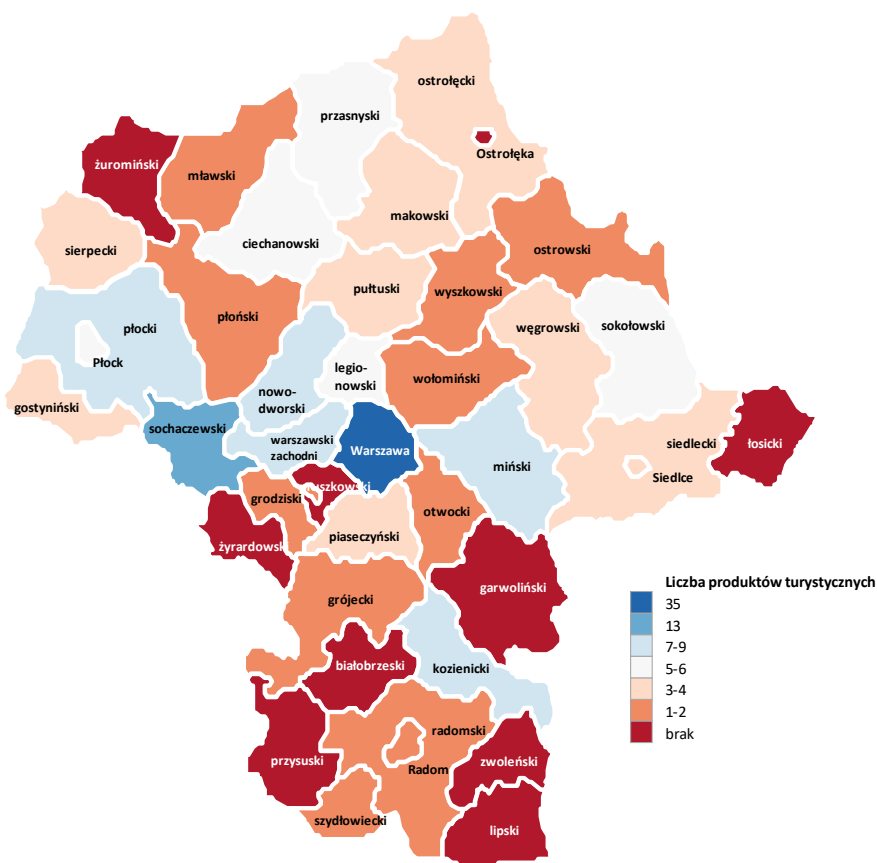 ostrołęcki
przasnyski
Ostrołęka
żuromiński
mławski
makowski
ciechanowski
sierpecki
ostrowski
pułtuski
wyszkowski
płoński
płocki
węgrowski
sokołowski
Płock
legio-
nowski
wołomiński
nowo-
dworski
gostyniński
sochaczewski
warszawski
zachodni
Warszawa
siedlecki
łosicki
miński
Siedlce
grodziski
otwocki
piaseczyński
żyrardowsk
garwoliński
Liczba produktów turystycznych
35
13
7-9
5-6
3-4
1-2
brak
grójecki
białobrzeski
kozienicki
radomski
przysuski
Radom
zwoleński
szydłowiecki
lipski